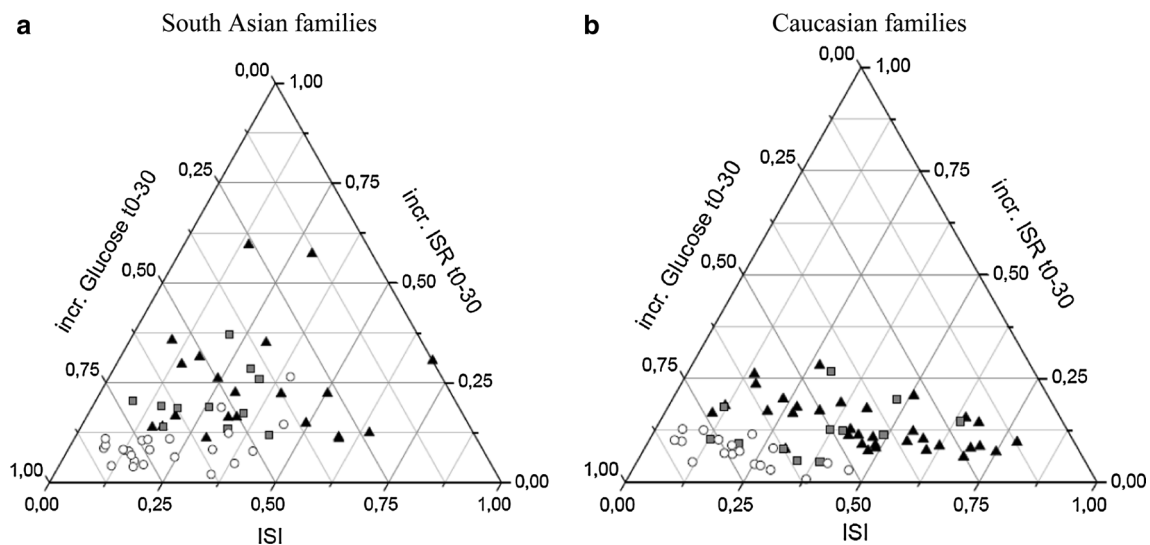 a South Asian families
0,00 1,00
0,25 0,75
0,50 0,50
0,75 0,25
1,00 0,00
0,00 0,25 0,50 0,75 1,00
incr. Glucose t0-30
incr. ISR t0-30
ISI
b Caucasian families
0,00 1,00
0,25 0,75
0,50 0,50
0,75 0,25
1,00 0,00
0,00 0,25 0,50 0,75 1,00
incr. Glucose t0-30
incr. ISR t0-30
ISI